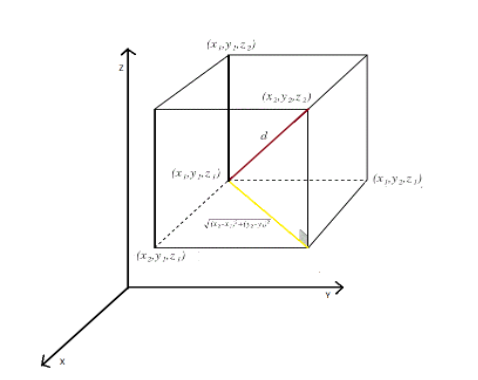 (x₁,y₁,z₂)
Z
(x₂,y₂,z₂)
d
(x₁,y₁,z₁)
(x₁,y₂,z₁)
√(x₂-x₁)²+(y₂-y₁)²
(x₂,y₁,z₁)
Y
X